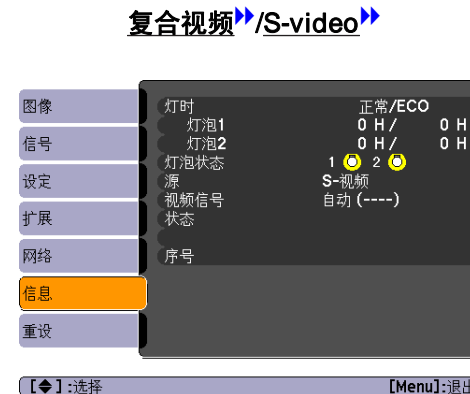 复合视频/S-video
图像
信号
设定
扩展
网络
信息
重设
灯时 正常/ECO
灯泡1 0 H/ 0 H
灯泡2 0 H/ 0 H
灯泡状态 1 2
源 S-视频
视频信号 自动 (----)
状态
序号
[◆]:选择 [Menu]:退出